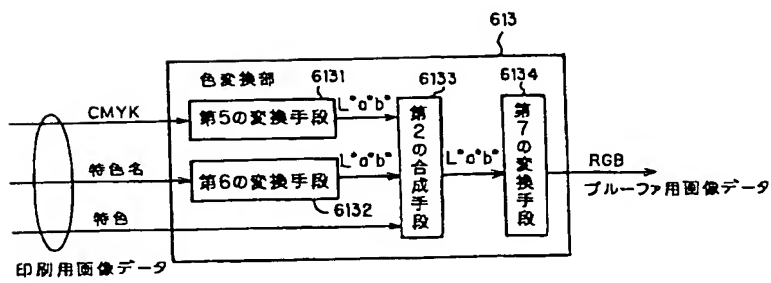 613
色変換部
6131
6133
6134
CMYK
第5の変換手段
L*a*b*
第2の合成手段
L*a*b*
第7の変換手段
RGB
プルーファ用画像データ
特色名
第6の変換手段
L*a*b*
6132
特色
印刷用画像データ